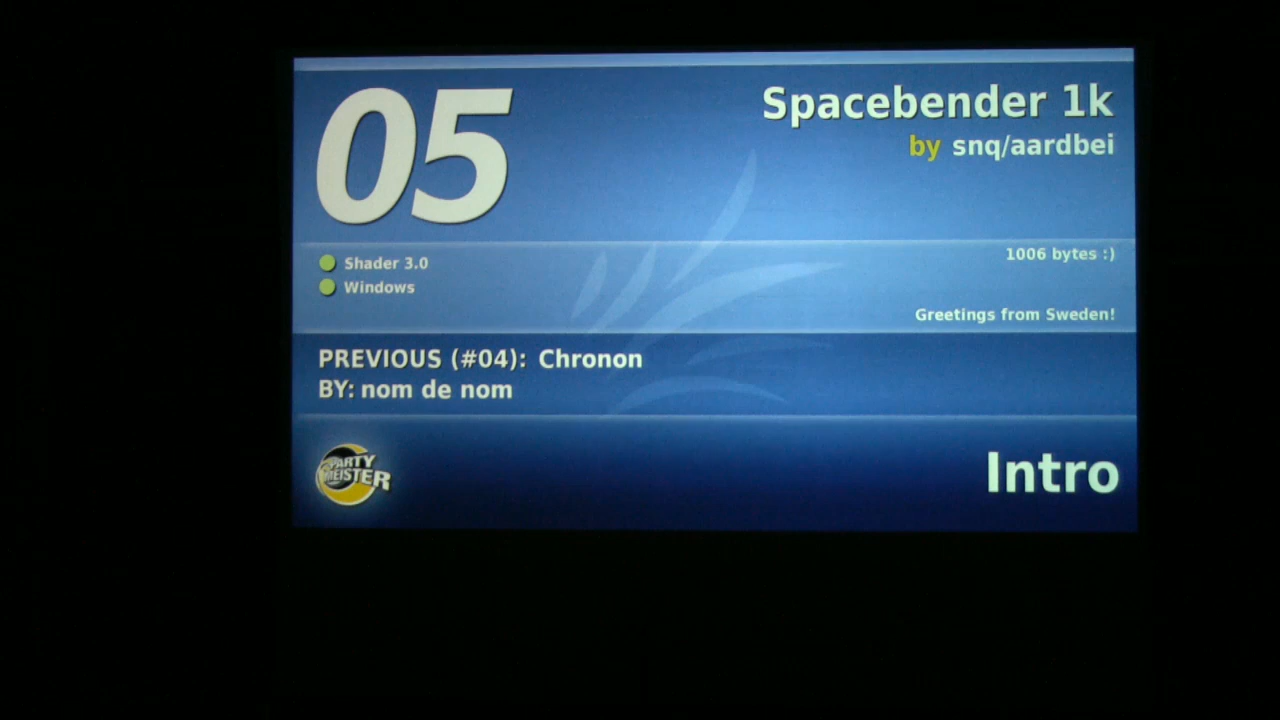 05
Spacebender 1k
by snq/aardbei
Shader 3.0
Windows
1006 bytes :)
Greetings from Sweden!
PREVIOUS (#04): Chronon
BY: nom de nom
PARTY
MEISTER
Intro